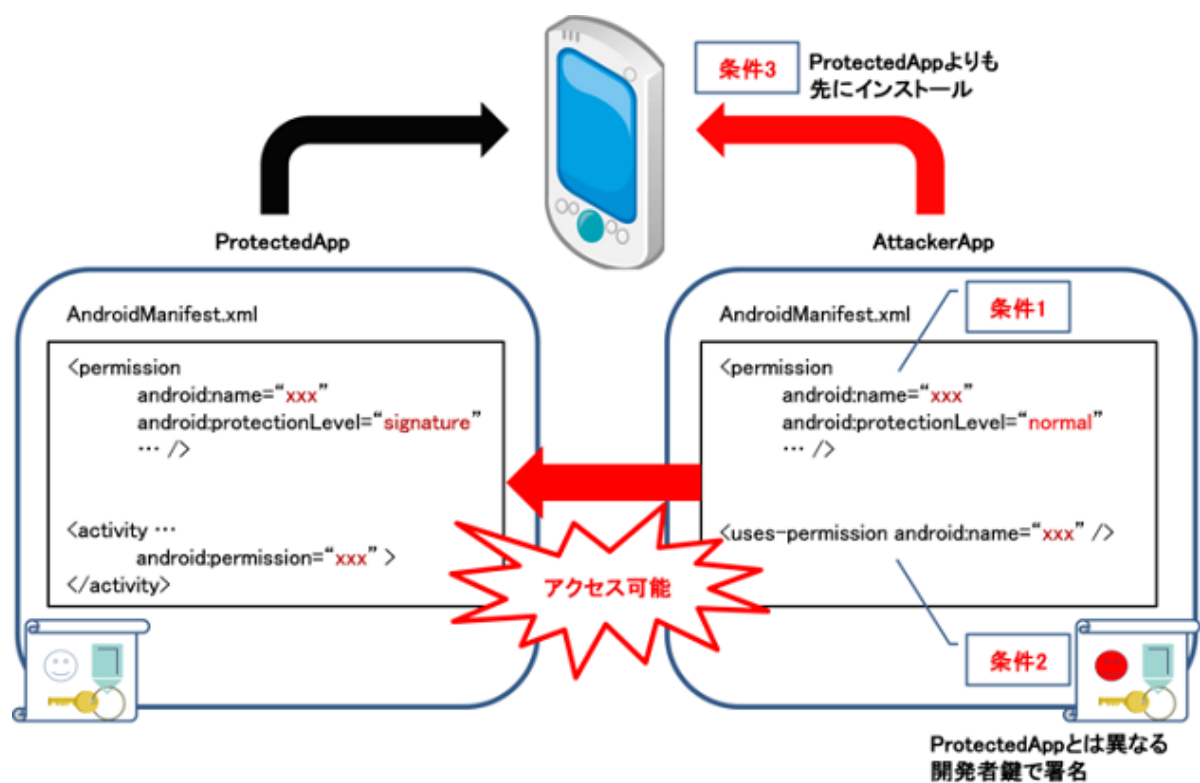 条件3
ProtectedAppよりも
先にインストール
ProtectedApp
AttackerApp
AndroidManifest.xml
<permission
android:name=“xxx”
android:protectionLevel=“signature”
… />
<activity …
android:permission=“xxx” >
</activity>
AndroidManifest.xml
条件1
<permission
android:name=“xxx”
android:protectionLevel=“normal”
… />
<uses-permission android:name=“xxx” />
アクセス可能
条件2
ProtectedAppとは異なる
開発者鍵で署名